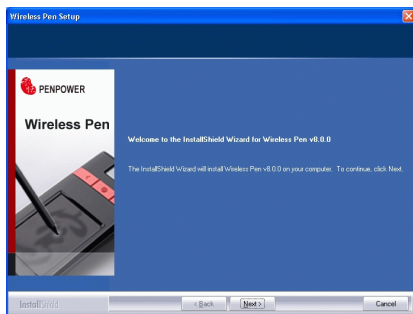 Wireless Pen Setup
PENPOWER
Wireless Pen
Welcome to the InstallShield Wizard for Wireless Pen v8.0.0
The InstallShield Wizard will install Wireless Pen v8.0.0 on your computer. To continue, click Next.
InstallShield
< Back
Next >
Cancel